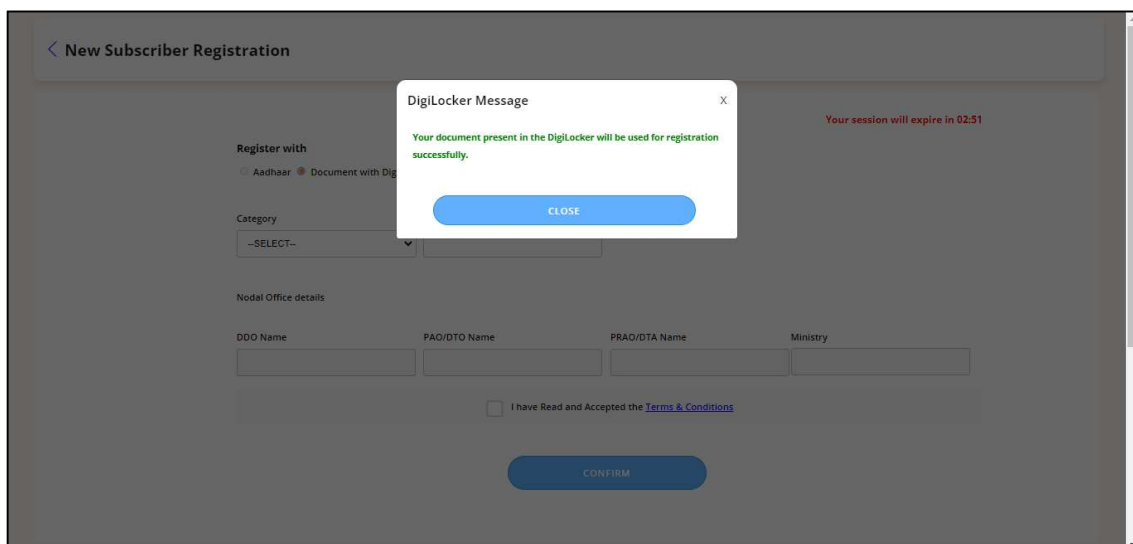 New Subscriber Registration
DigiLocker Message
X
Your document present in the DigiLocker will be used for registration
successfully.
CLOSE
Your session will expire in 02:51
Register with
Aadhaar Document with Dig
Category
--SELECT--
Nodal Office details
DDO Name PAO/DTO Name PRAO/DTA Name Ministry
I have Read and Accepted the Terms & Conditions
CONFIRM